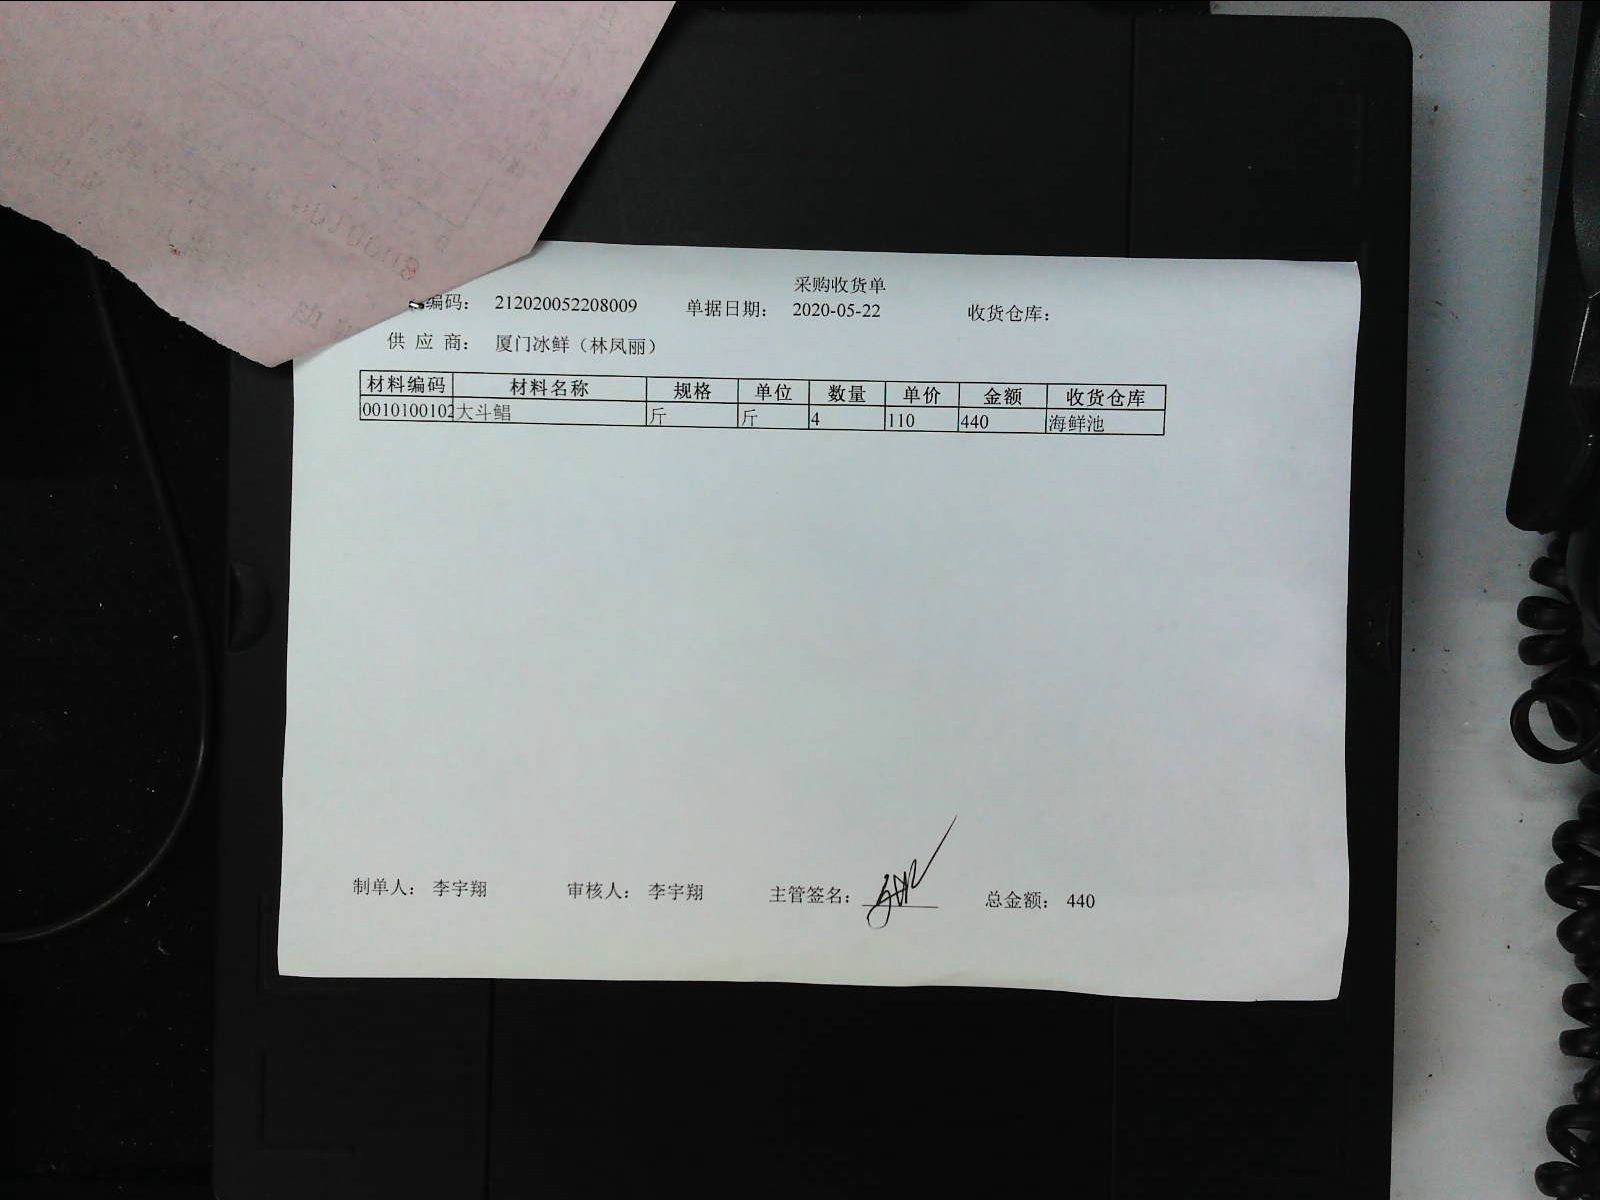 采购收货单
编码： 212020052208009 单据日期： 2020-05-22 收货仓库：
供 应 商： 厦门冰鲜（林凤丽）
材料编码 材料名称 规格 单位 数量 单价 金额 收货仓库
0010100102 大斗鲳 斤 斤 4 110 440 海鲜池
制单人： 李宇翔 审核人： 李宇翔 主管签名： 总金额： 440